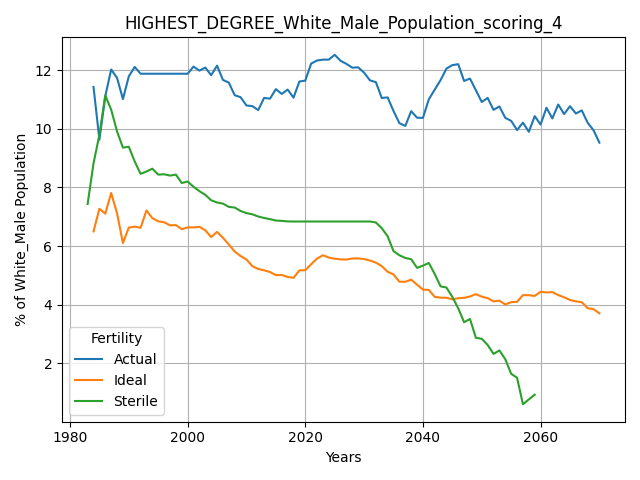 HIGHEST_DEGREE_White_Male_Population_scoring_4
% of White_Male Population
12
10
8
6
4
2
Fertility
Actual
Ideal
Sterile
1980
2000
2020
2040
2060
Years